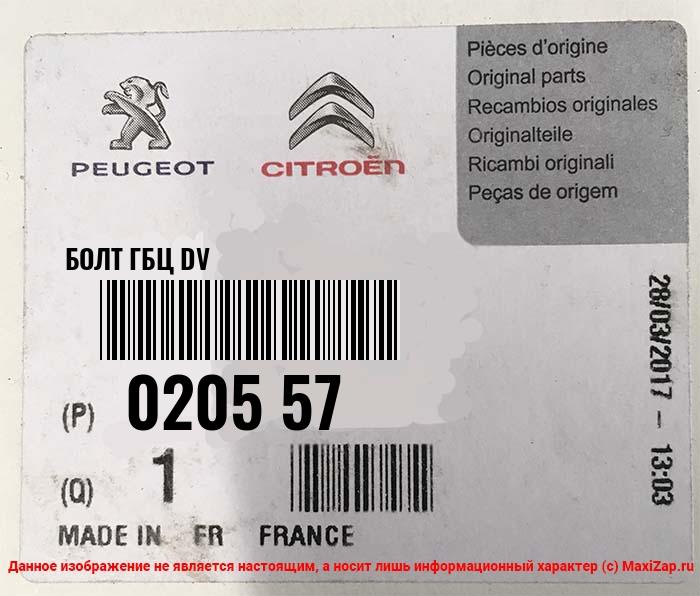 Pièces d'origine
Original parts
Recambios originales
Originalteile
Ricambi originali
Peças de origem
PEUGEOT
CITROËN
БОЛТ ГБЦ DV
28/03/2017 - 13:03
(P) 0205 57
(Q) 1
MADE IN FR FRANCE
Данное изображение не является настоящим, а носит лишь информационный характер (c) MaxiZap.ru